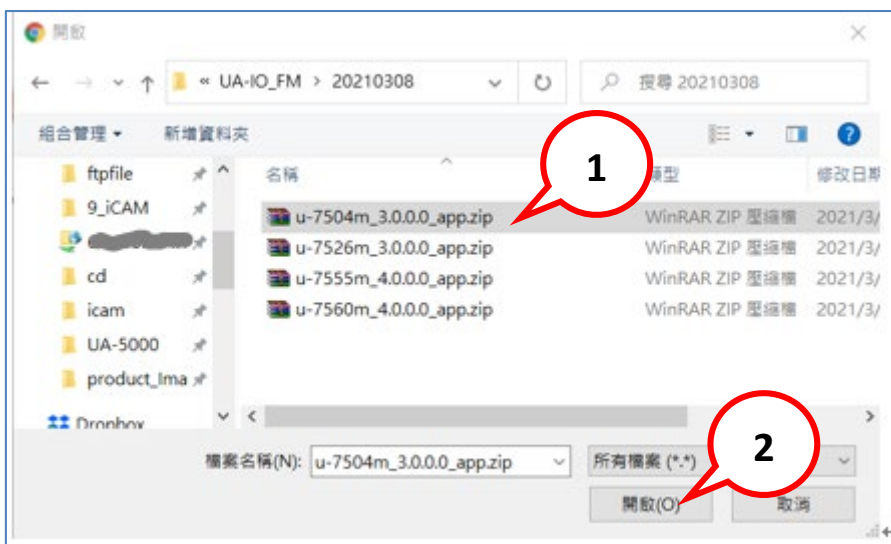 開啟
« UA-IO_FM > 20210308
搜尋 20210308
組合管理
新增資料夾
名稱
類型
修改日期
ftpfile
9_iCAM
cd
icam
UA-5000
product_Ima
Dropbox
u-7504m_3.0.0.0_app.zip WinRAR ZIP 壓縮檔 2021/3/
u-7526m_3.0.0.0_app.zip WinRAR ZIP 壓縮檔 2021/3/
u-7555m_4.0.0.0_app.zip WinRAR ZIP 壓縮檔 2021/3/
u-7560m_4.0.0.0_app.zip WinRAR ZIP 壓縮檔 2021/3/
1
檔案名稱(N): u-7504m_3.0.0.0_app.zip
所有檔案 (*.*)
2
開啟(O)
取消